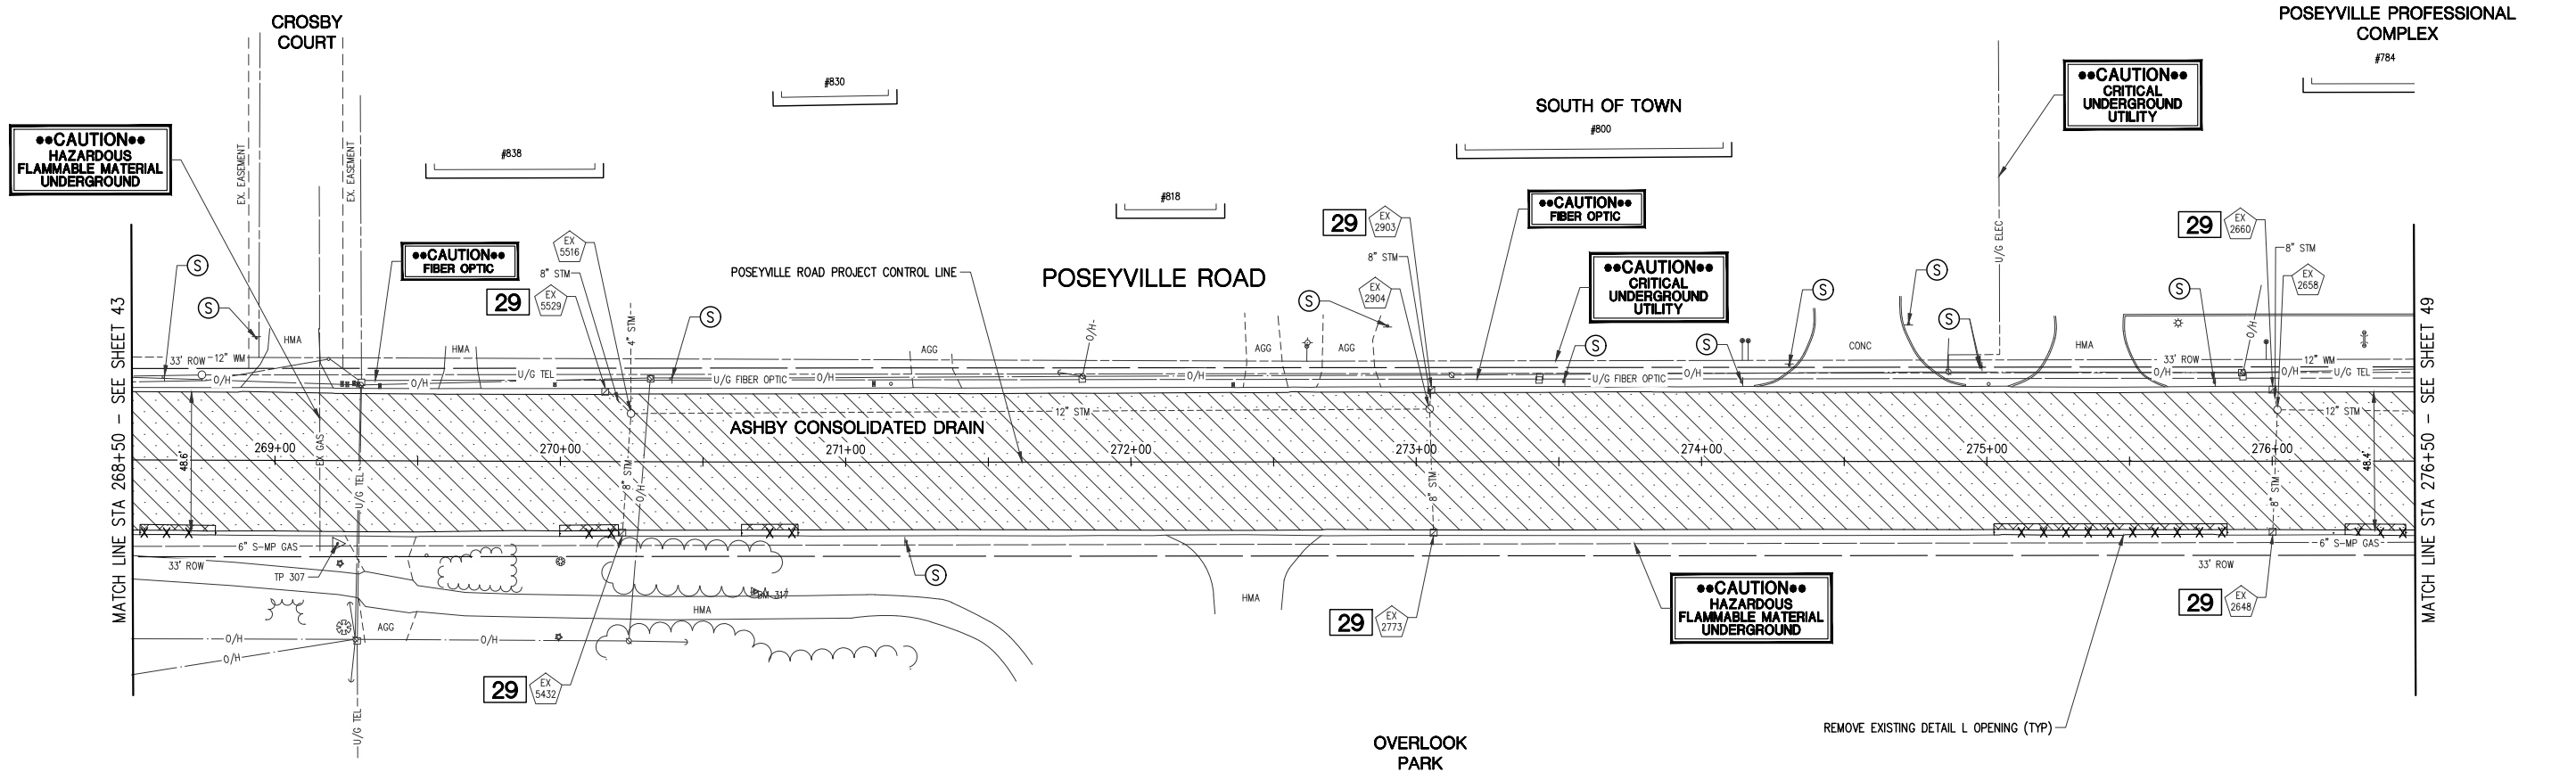 CROSBY
COURT
POSEYVILLE PROFESSIONAL
COMPLEX
#784
#830
SOUTH OF TOWN
#800
••CAUTION••
CRITICAL
UNDERGROUND
UTILITY
••CAUTION••
HAZARDOUS
FLAMMABLE MATERIAL
UNDERGROUND
EX. EASEMENT
EX. EASEMENT
#838
#818
••CAUTION••
FIBER OPTIC
29
EX
2903
29
EX
2660
8" STM
EX
2658
••CAUTION••
FIBER OPTIC
EX
5516
8" STM
29
EX
5529
POSEYVILLE ROAD PROJECT CONTROL LINE
POSEYVILLE ROAD
8" STM
EX
2904
••CAUTION••
CRITICAL
UNDERGROUND
UTILITY
U/G ELEC
S
S
S
S
S
S
S
S
S
S
MATCH LINE STA 268+50 - SEE SHEET 43
MATCH LINE STA 276+50 - SEE SHEET 49
HMA
HMA
4" STM
O/H
AGG
AGG
AGG
CONC
HMA
O/H
33' ROW
12" WM
33' ROW
12" WM
O/H
O/H
U/G TEL
U/G FIBER OPTIC
O/H
O/H
U/G FIBER OPTIC
O/H
O/H
O/H
U/G TEL
12" STM
12" STM
ASHBY CONSOLIDATED DRAIN
269+00
270+00
271+00
272+00
273+00
274+00
275+00
276+00
48.6'
EX GAS
U/G TEL
8" STM
O/H
8" STM
8" STM
48.4'
6" S-MP GAS
6" S-MP GAS
33' ROW
33' ROW
TP 307
S
BM 317
HMA
HMA
AGG
O/H
O/H
O/H
••CAUTION••
HAZARDOUS
FLAMMABLE MATERIAL
UNDERGROUND
29
EX
2773
29
EX
2648
29
EX
5432
U/G TEL
REMOVE EXISTING DETAIL L OPENING (TYP)
OVERLOOK
PARK